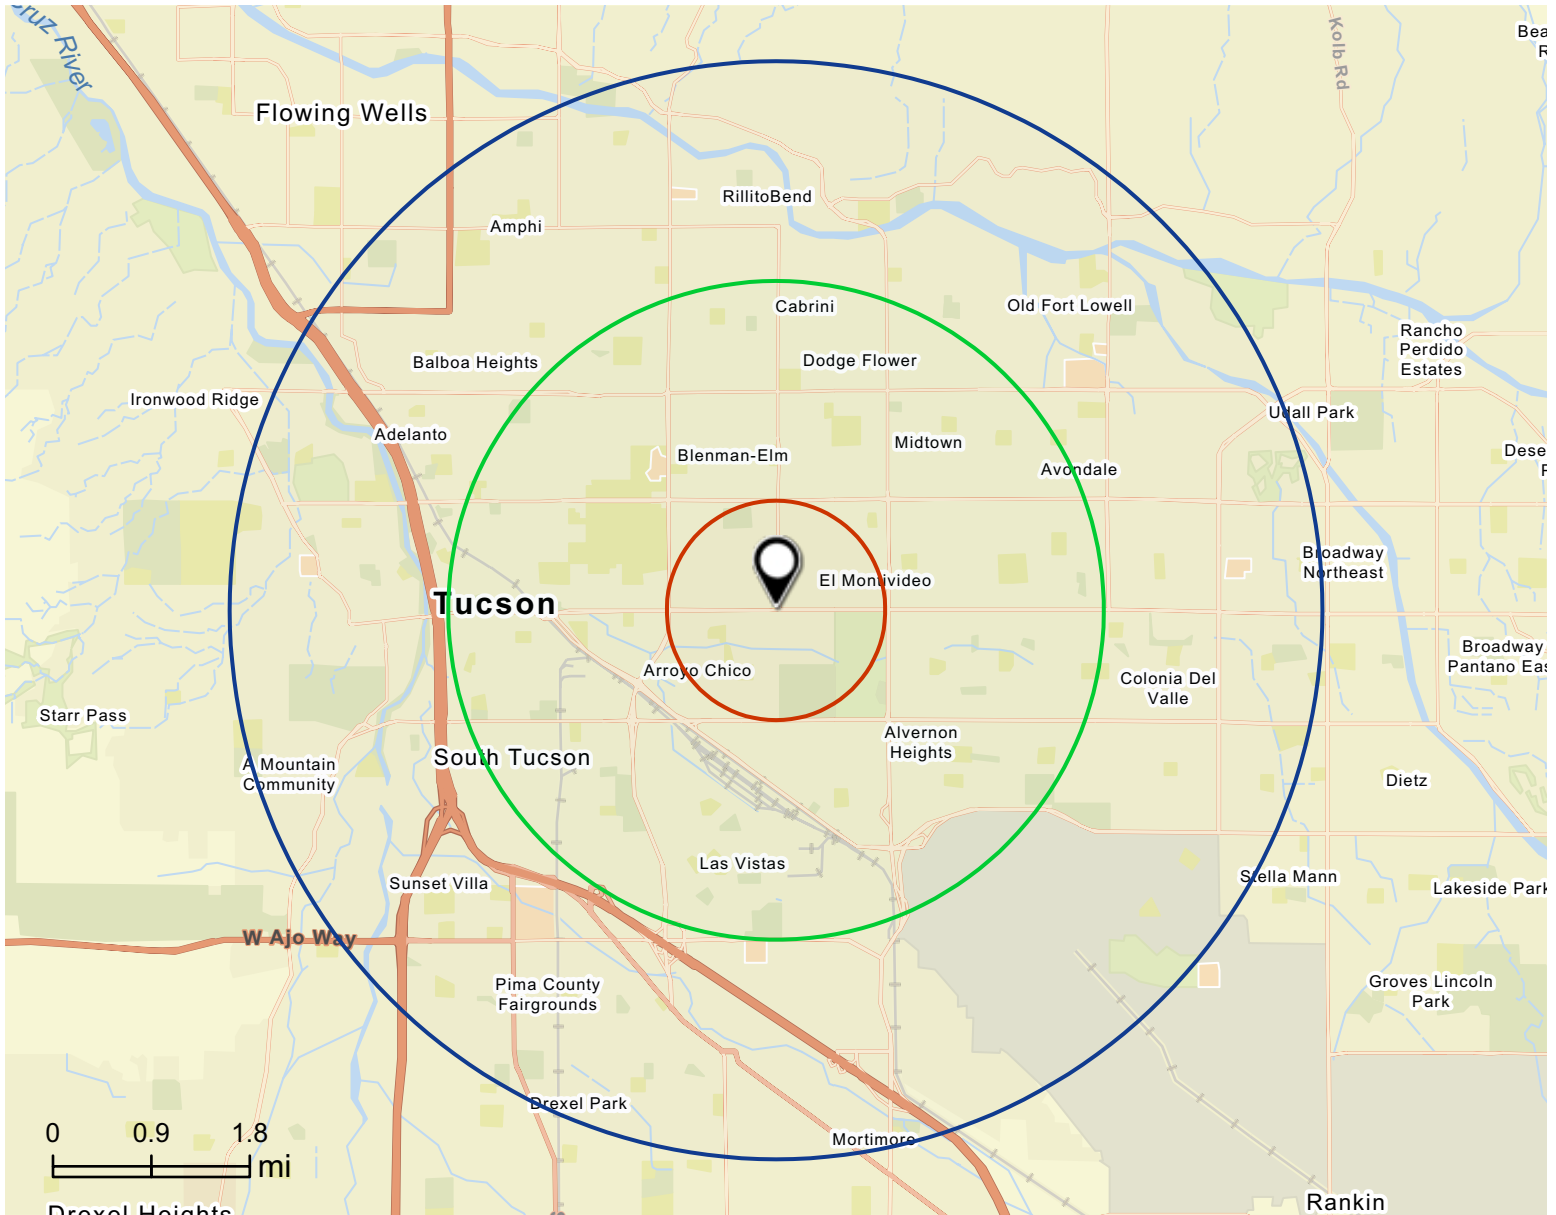 Cruz River
Kolb Rd
Bea
R
Flowing Wells
RillitoBend
Amphi
Cabrini
Old Fort Lowell
Rancho
Perdido
Estates
Balboa Heights
Dodge Flower
Ironwood Ridge
Udall Park
Adelanto
Midtown
Blenman-Elm
Dese
Avondale
Broadway
Northeast
El Montivideo
Tucson
Arroyo Chico
Broadway
Pantano Eas
Colonia Del
Valle
Starr Pass
Alvernon
Heights
South Tucson
A Mountain
Community
Dietz
Las Vistas
Sunset Villa
Stella Mann
Lakeside Park
W Ajo Way
Pima County
Fairgrounds
Groves Lincoln
Park
Drexel Park
Mortimore
0 0.9 1.8
mi
Drexel Heights
Rankin